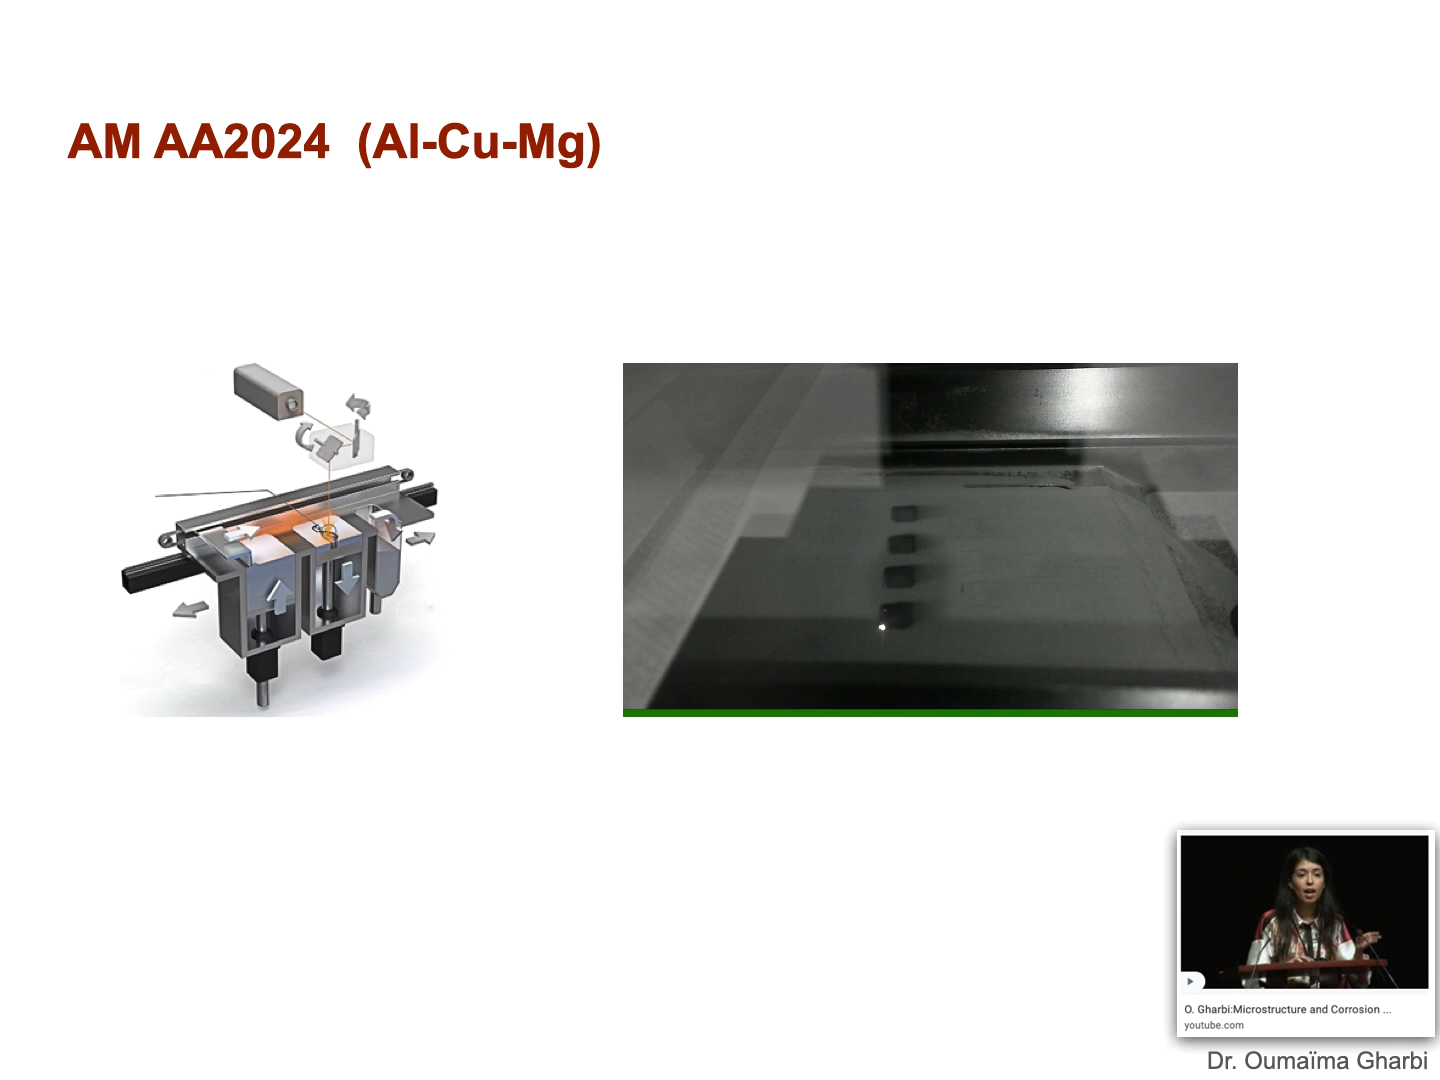 AM AA2024 (Al-Cu-Mg)
O. Gharbi:Microstructure and Corrosion ...
youtube.com
Dr. Oumaïma Gharbi